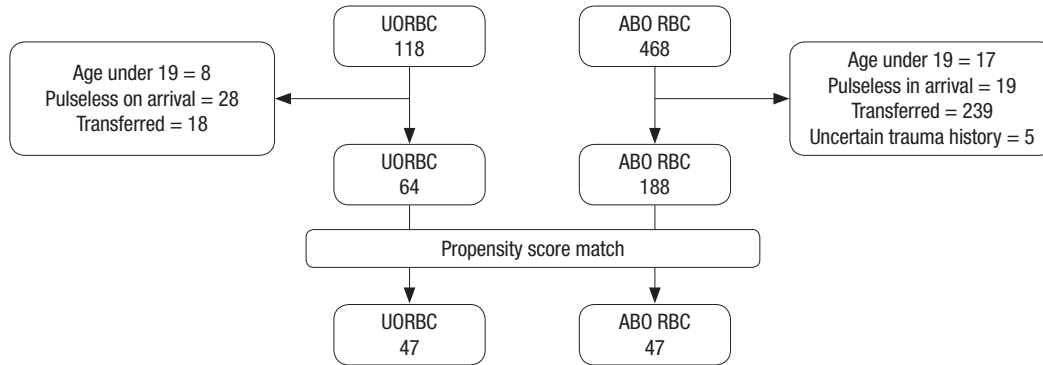 UORBC
118
ABO RBC
468
Age under 19 = 8
Pulseless on arrival = 28
Transferred = 18
Age under 19 = 17
Pulseless in arrival = 19
Transferred = 239
Uncertain trauma history = 5
UORBC
64
ABO RBC
188
Propensity score match
UORBC
47
ABO RBC
47